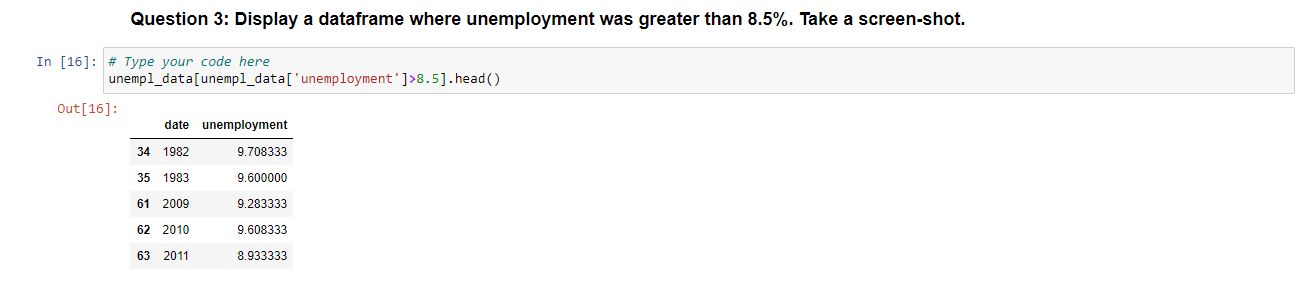 Question 3: Display a dataframe where unemployment was greater than 8.5%. Take a screen-shot.
In [16]: # Type your code here
unempl_data[unempl_data['unemployment']>8.5].head()
Out[16]:
date unemployment
34 1982 9.708333
35 1983 9.600000
61 2009 9.283333
62 2010 9.608333
63 2011 8.933333